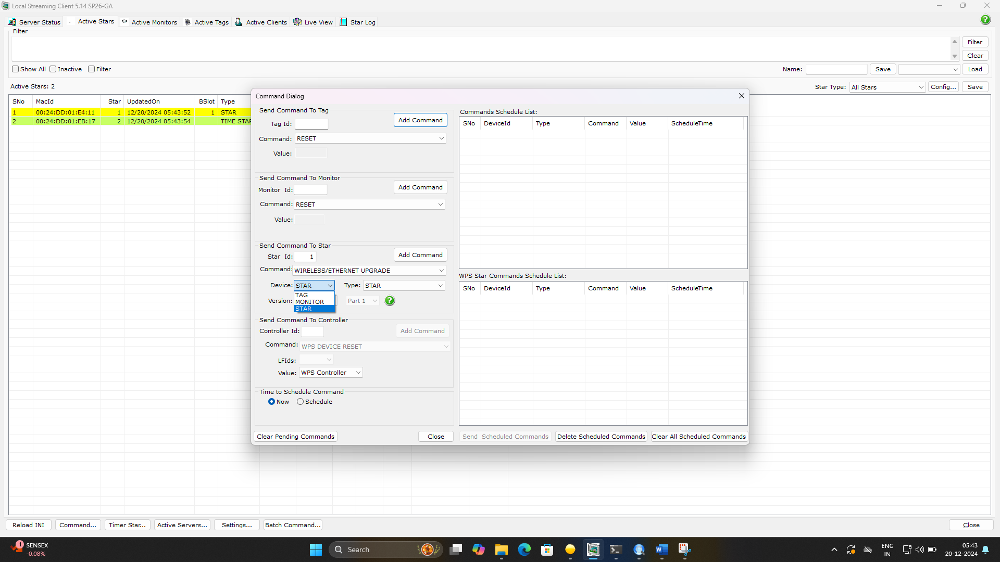 Local Streaming Client 5.14 SP26-GA
Server Status Active Stars Active Monitors Active Tags Active Clients Live View Star Log
Filter
Filter
Clear
Show All Inactive Filter Name: Save Load
Active Stars: 2 Star Type: All Stars Config... Save
SNo MacId Star UpdatedOn BSlot Type
1 00:24:DD:01:E4:11 1 12/20/2024 05:43:52 1 STAR
2 00:24:DD:01:EB:17 2 12/20/2024 05:43:54 TIME STAR
Command Dialog
Send Command To Tag
Tag Id: Add Command
Command: RESET
Value:
Send Command To Monitor
Monitor Id: Add Command
Command: RESET
Value:
Send Command To Star
Star Id: 1 Add Command
Command: WIRELESS/ETHERNET UPGRADE
Device: STAR Type: STAR
TAG
MONITOR
STAR
Version: Part 1
Send Command To Controller
Controller Id: Add Command
Command: WPS DEVICE RESET
LFIds:
Value: WPS Controller
Time to Schedule Command
Now Schedule
Clear Pending Commands Close
Commands Schedule List:
SNo DeviceId Type Command Value ScheduleTime
WPS Star Commands Schedule List:
SNo DeviceId Type Command Value ScheduleTime
Send Scheduled Commands Delete Scheduled Commands Clear All Scheduled Commands
Reload INI Command... Timer Star... Active Servers... Settings... Batch Command... Close
1 SENSEX
-0.08%
Search
ENG
IN
05:43
20-12-2024